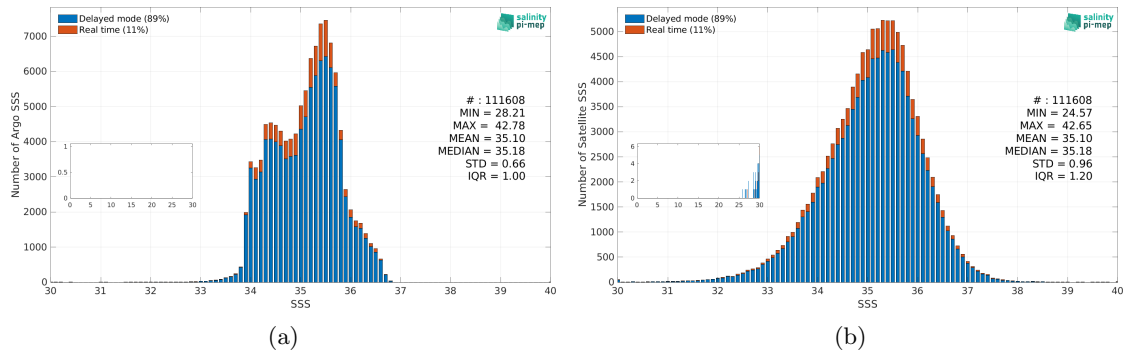 Delayed mode (89%)
Real time (11%)
salinity
pi-mep
Number of Argo SSS
7000
6000
5000
4000
3000
2000
1000
0
# : 111608
MIN = 28.21
MAX = 42.78
MEAN = 35.10
MEDIAN = 35.18
STD = 0.66
IQR = 1.00
1
0.5
0
0 5 10 15 20 25 30
30 31 32 33 34 35 36 37 38 39 40
SSS
(a)
Delayed mode (89%)
Real time (11%)
salinity
pi-mep
Number of Satellite SSS
5000
4500
4000
3500
3000
2500
2000
1500
1000
500
0
# : 111608
MIN = 24.57
MAX = 42.65
MEAN = 35.10
MEDIAN = 35.18
STD = 0.96
IQR = 1.20
6
4
2
0
0 5 10 15 20 25 30
30 31 32 33 34 35 36 37 38 39 40
SSS
(b)